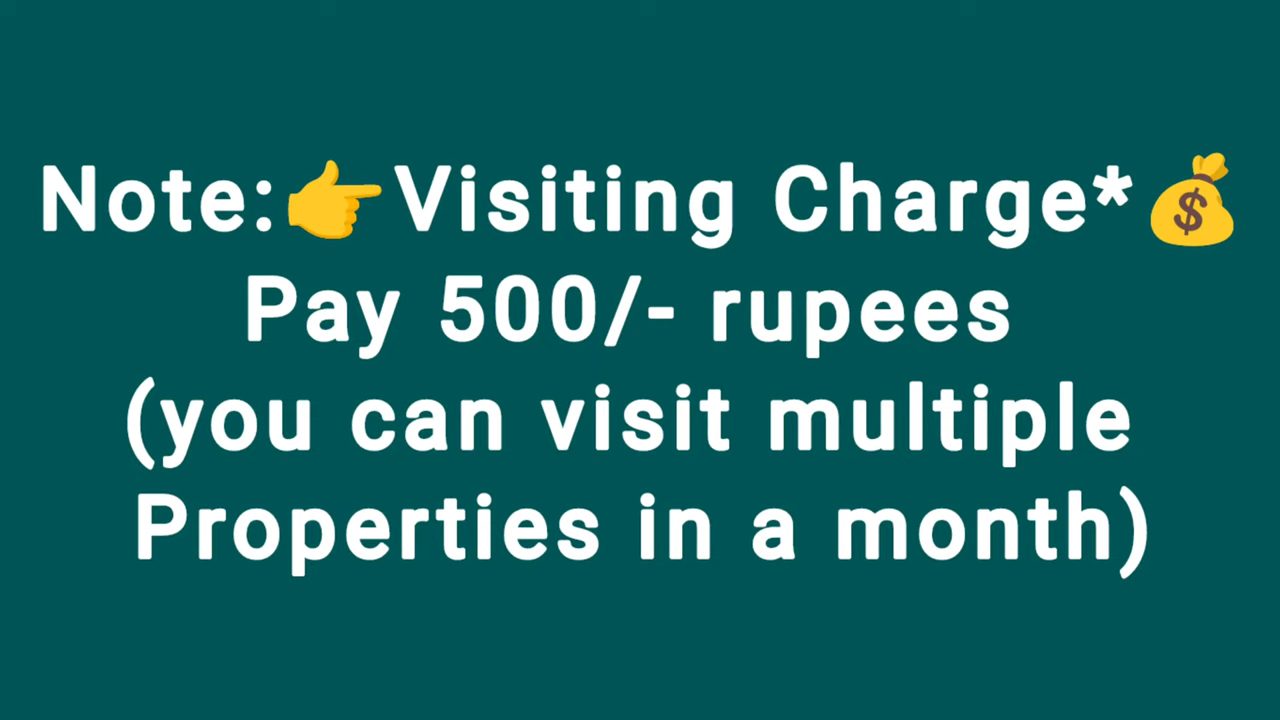 Note:👉Visiting Charge*💰
Pay 500/- rupees
(you can visit multiple
Properties in a month)